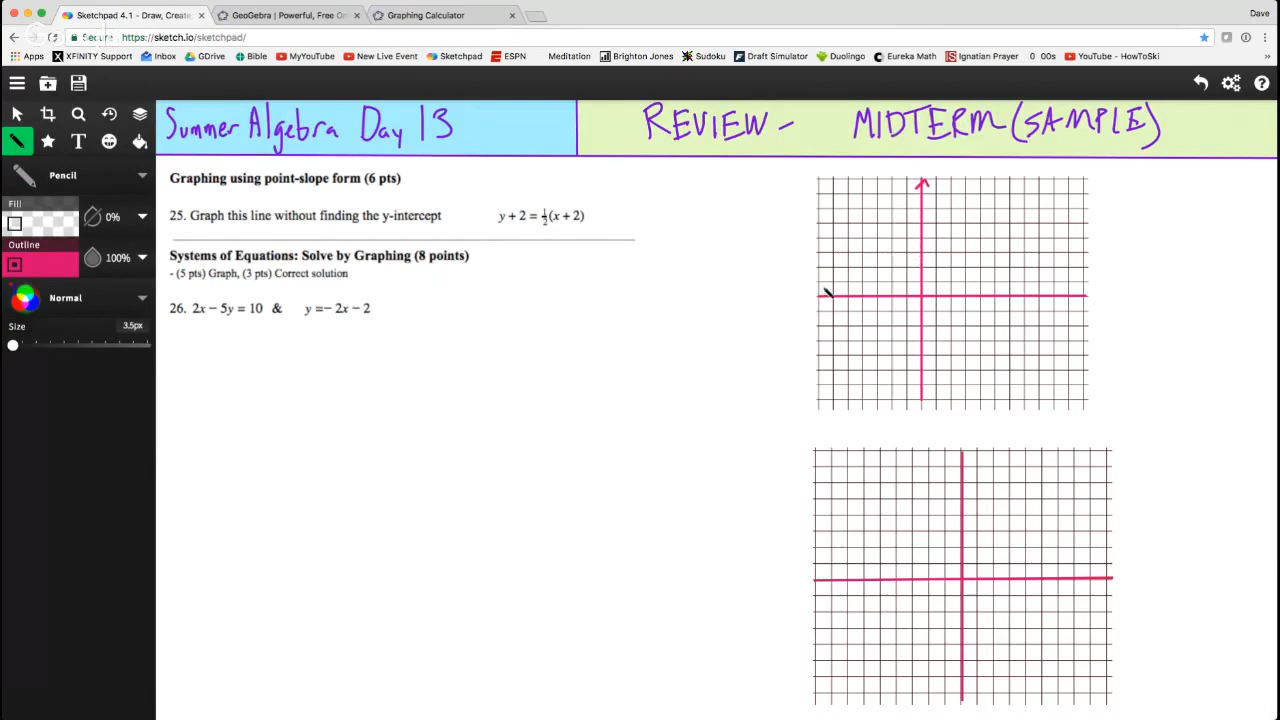 Sketchpad 4.1 - Draw, Create, GeoGebra | Powerful, Free On Graphing Calculator Dave
Secure https://sketch.io/sketchpad/
Apps XFINITY Support Inbox GDrive Bible MyYouTube New Live Event Sketchpad ESPN Meditation Brighton Jones Sudoku Draft Simulator Duolingo Eureka Math Ignatian Prayer 0 00s YouTube - HowToSki »
Summer Algebra Day 13 REVIEW - MIDTERM (SAMPLE)
Pencil
Fill
0%
Outline
100%
Normal
Size 3.5px
Graphing using point-slope form (6 pts)
25. Graph this line without finding the y-intercept y + 2 = ½(x + 2)
Systems of Equations: Solve by Graphing (8 points)
- (5 pts) Graph, (3 pts) Correct solution
26. 2x − 5y = 10 & y =− 2x − 2